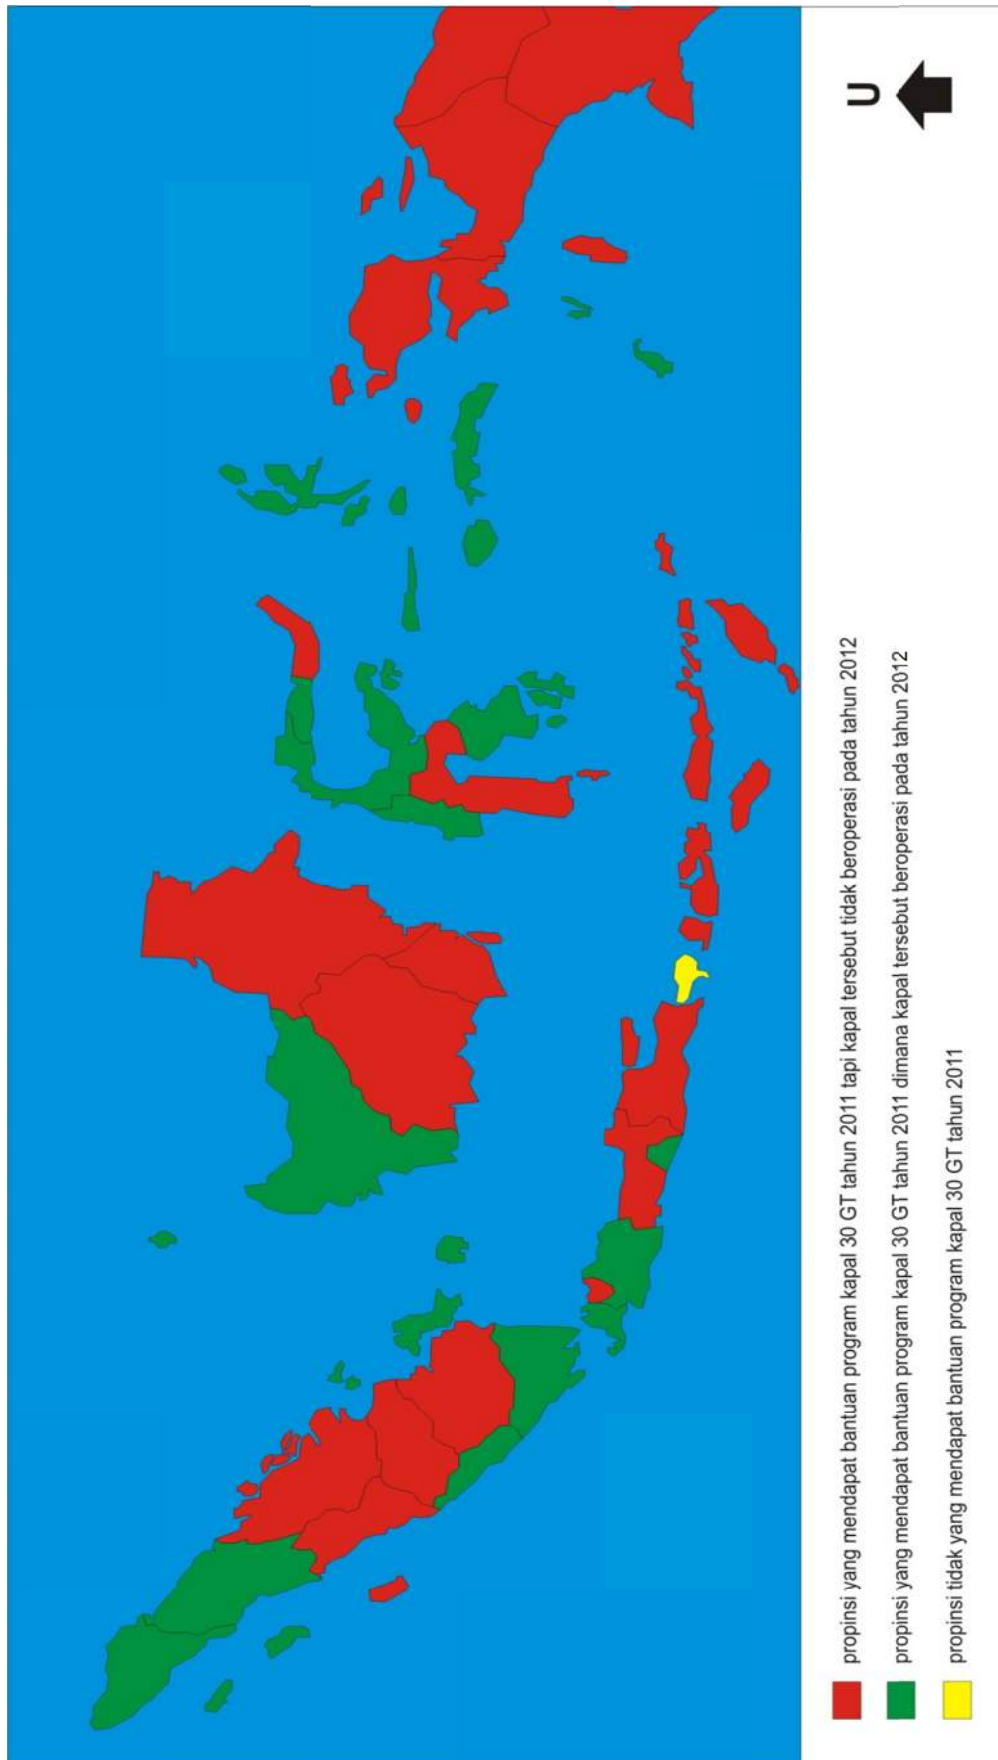 U
propinsi yang mendapat bantuan program kapal 30 GT tahun 2011 tapi kapal tersebut tidak beroperasi pada tahun 2012
propinsi yang mendapat bantuan program kapal 30 GT tahun 2011 dimana kapal tersebut beroperasi pada tahun 2012
propinsi tidak yang mendapat bantuan program kapal 30 GT tahun 2011